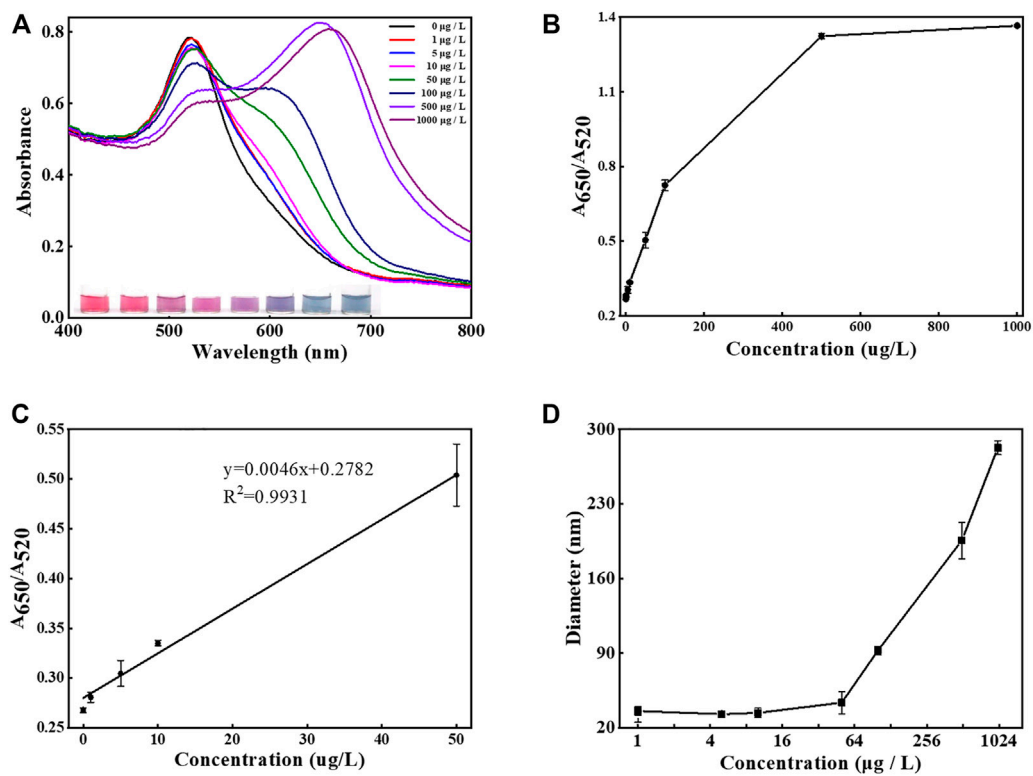 A
0.8
0.6
0.4
0.2
0.0
Absorbance
0 µg / L
1 µg / L
5 µg / L
10 µg / L
50 µg / L
100 µg / L
500 µg / L
1000 µg / L
400 500 600 700 800
Wavelength (nm)
B
1.4
1.1
0.8
0.5
0.2
A650/A520
0 200 400 600 800 1000
Concentration (ug/L)
C
0.55
0.50
0.45
0.40
0.35
0.30
0.25
A650/A520
y=0.0046x+0.2782
R²=0.9931
0 10 20 30 40 50
Concentration (ug/L)
D
300
230
160
90
20
Diameter (nm)
1 4 16 64 256 1024
Concentration (µg / L)